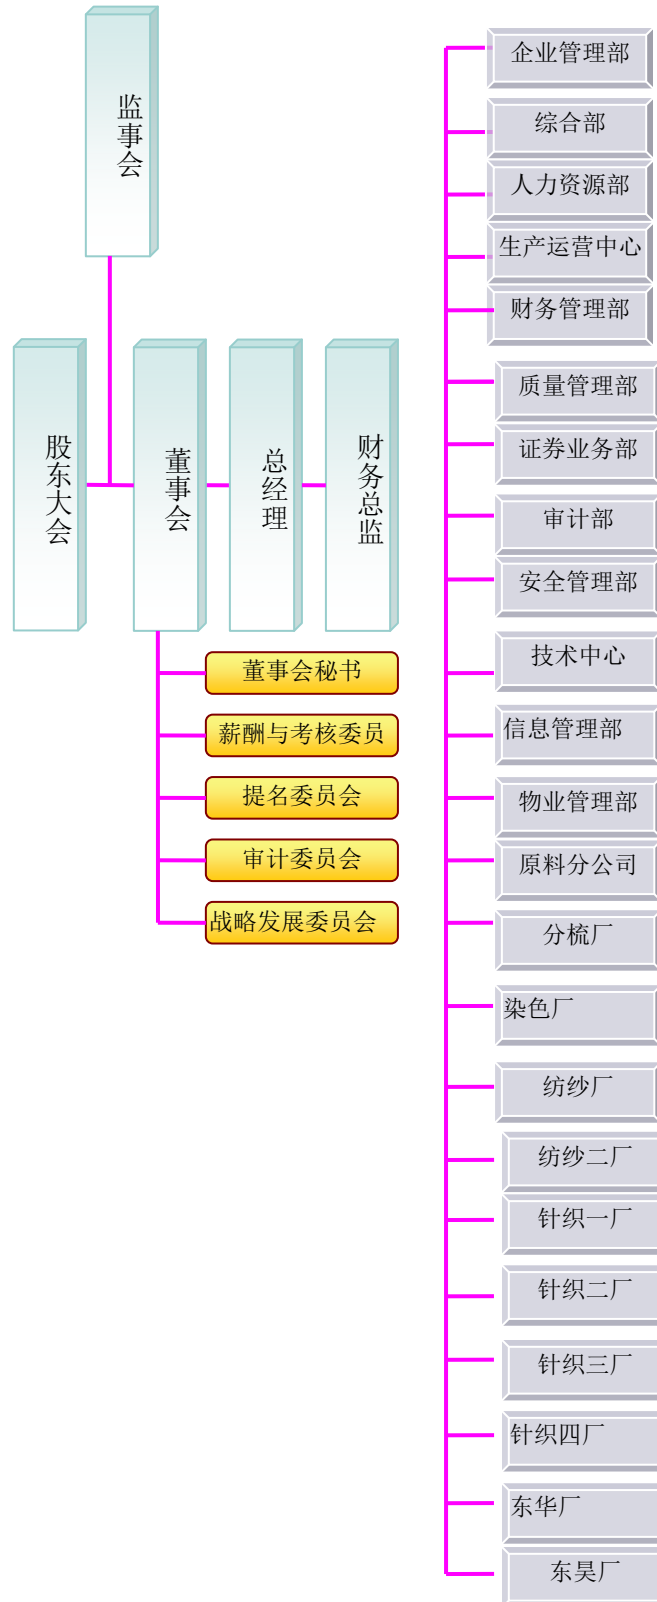 监事会
股东大会
董事会
总经理
财务总监
董事会秘书
薪酬与考核委员
提名委员会
审计委员会
战略发展委员会
企业管理部
综合部
人力资源部
生产运营中心
财务管理部
质量管理部
证券业务部
审计部
安全管理部
技术中心
信息管理部
物业管理部
原料分公司
分梳厂
染色厂
纺纱厂
纺纱二厂
针织一厂
针织二厂
针织三厂
针织四厂
东华厂
东昊厂